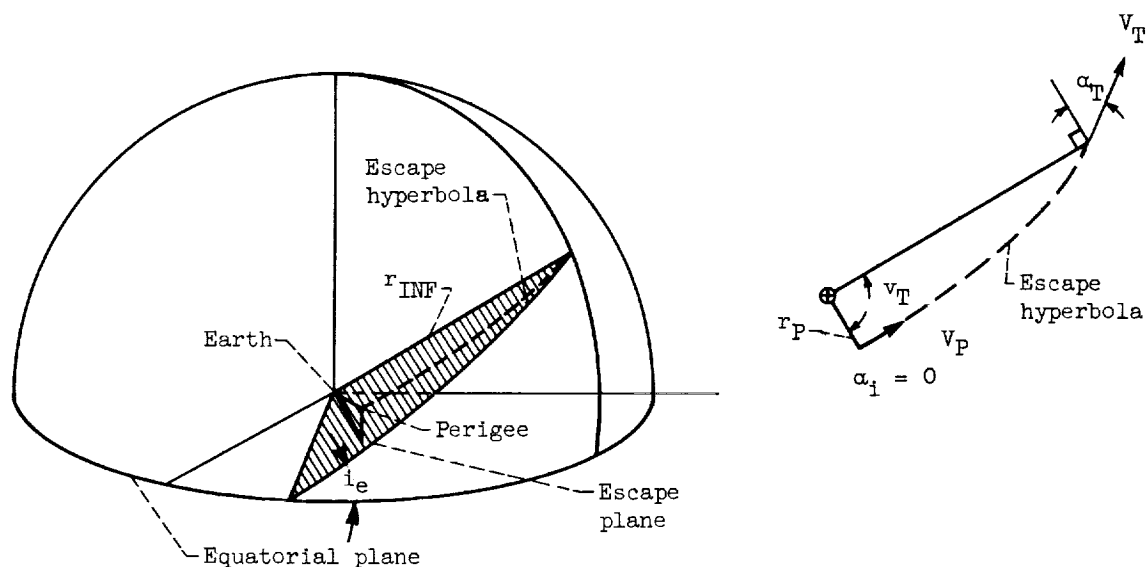 Escape
hyperbola
r_INF
Earth
Perigee
i_e
Escape
plane
Equatorial plane
V_T
α_T
v_T
r_P
Escape
hyperbola
V_P
α_i = 0